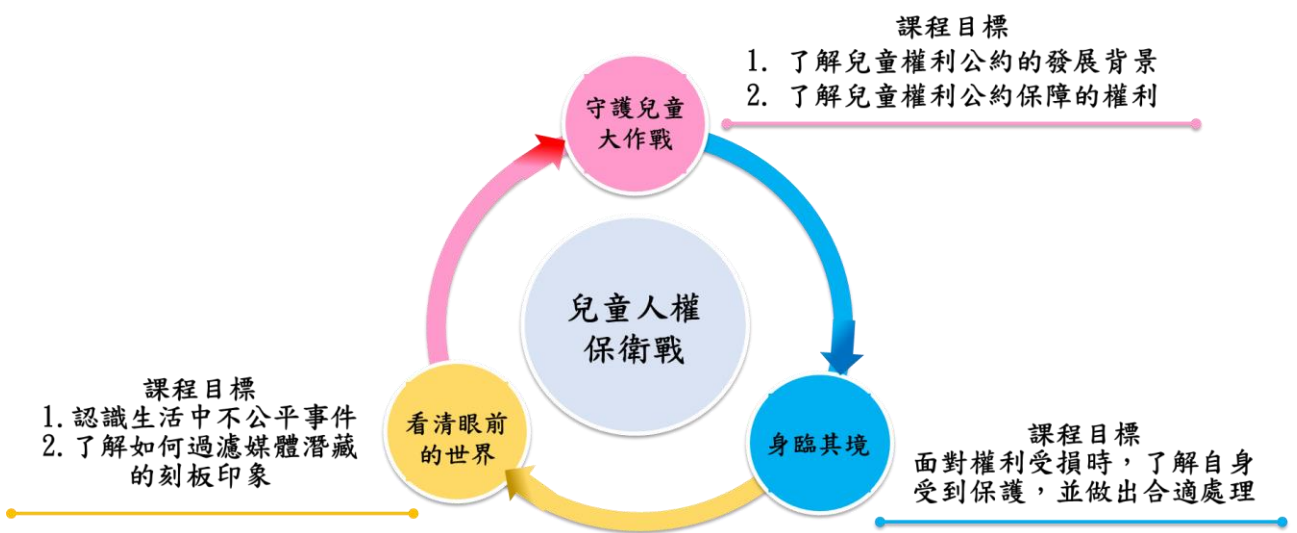 課程目標
1. 了解兒童權利公約的發展背景
2. 了解兒童權利公約保障的權利
守護兒童
大作戰
兒童人權
保衛戰
課程目標
1.認識生活中不公平事件
2.了解如何過濾媒體潛藏
的刻板印象
看清眼前
的世界
身臨其境
課程目標
面對權利受損時，了解自身
受到保護，並做出合適處理